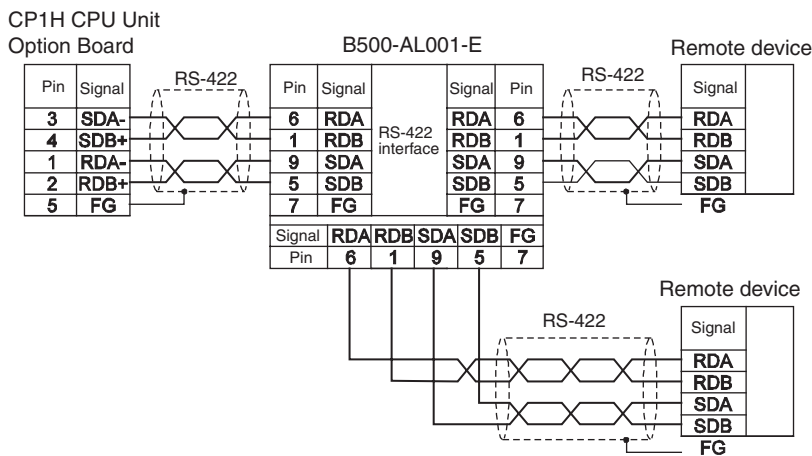 CP1H CPU Unit
Option Board
B500-AL001-E
Remote device
Pin Signal
RS-422
Pin Signal Signal Pin
RS-422
Signal
3 SDA- 6 RDA RDA 6 RDA
4 SDB+ 1 RDB RDB 1 RDB
RS-422
interface
1 RDA- 9 SDA SDA 9 SDA
2 RDB+ 5 SDB SDB 5 SDB
5 FG 7 FG FG 7 FG
Signal RDA RDB SDA SDB FG
Pin 6 1 9 5 7
Remote device
RS-422
Signal
RDA
RDB
SDA
SDB
FG